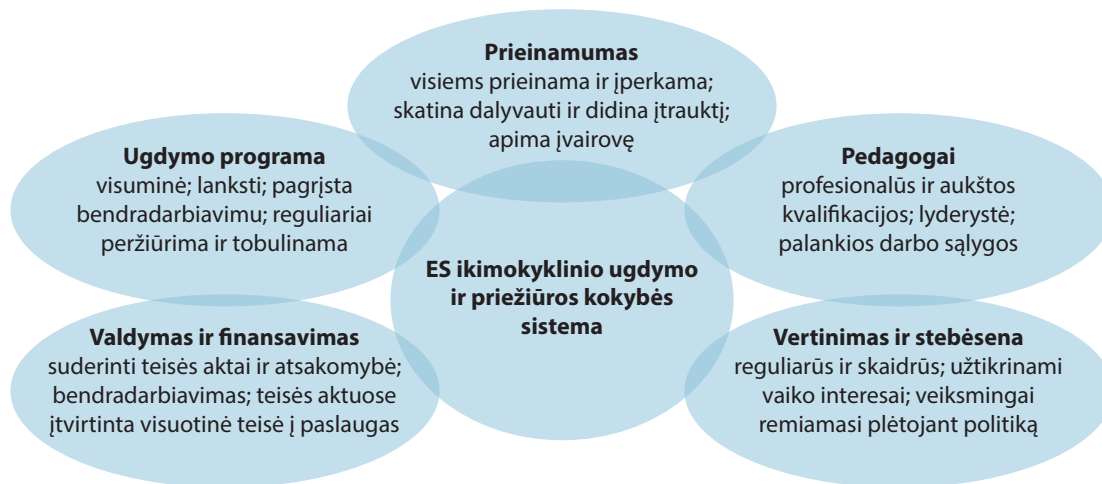 Prieinamumas
visiems prieinama ir įperkama;
skatina dalyvauti ir didina įtrauktį;
apima įvairovę
Ugdymo programa
visuminė; lanksti; pagrįsta
bendradarbiavimu; reguliariai
peržiūrima ir tobulinama
Pedagogai
profesionalūs ir aukštos
kvalifikacijos; lyderystė;
palankios darbo sąlygos
ES ikimokyklinio ugdymo
ir priežiūros kokybės
sistema
Valdymas ir finansavimas
suderinti teisės aktai ir atsakomybė;
bendradarbiavimas; teisės aktuose
įtvirtinta visuotinė teisė į paslaugas
Vertinimas ir stebėsena
reguliarūs ir skaidrūs; užtikrinami
vaiko interesai; veiksmingai
remiamasi plėtojant politiką